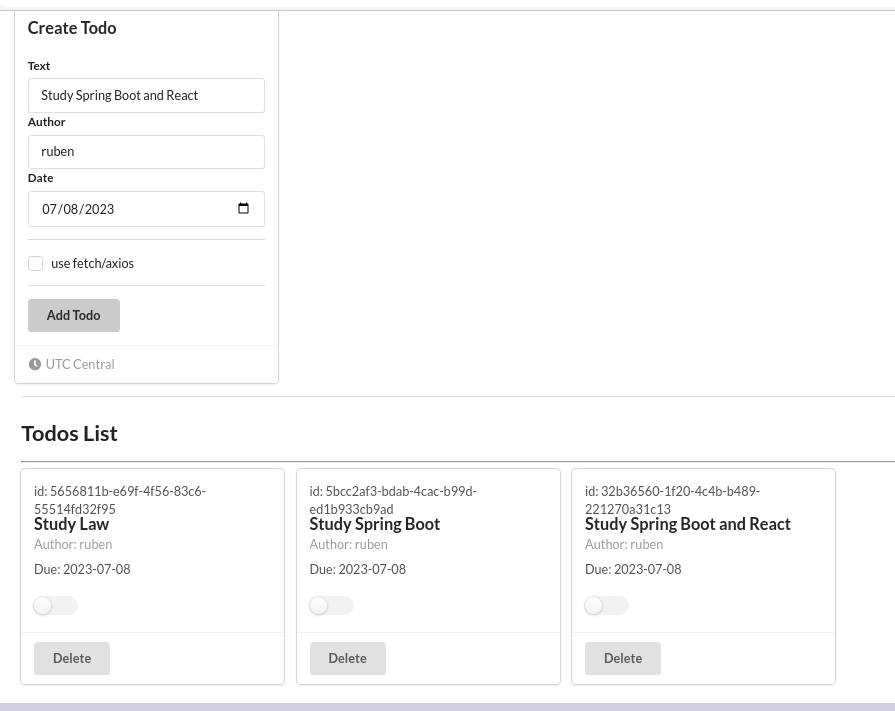 Create Todo
Text
Study Spring Boot and React
Author
ruben
Date
07/08/2023
use fetch/axios
Add Todo
UTC Central
Todos List
id: 5656811b-e69f-4f56-83c6-
55514fd32f95
Study Law
Author: ruben
Due: 2023-07-08
Delete
id: 5bcc2af3-bdab-4cac-b99d-
ed1b933cb9ad
Study Spring Boot
Author: ruben
Due: 2023-07-08
Delete
id: 32b36560-1f20-4c4b-b489-
221270a31c13
Study Spring Boot and React
Author: ruben
Due: 2023-07-08
Delete